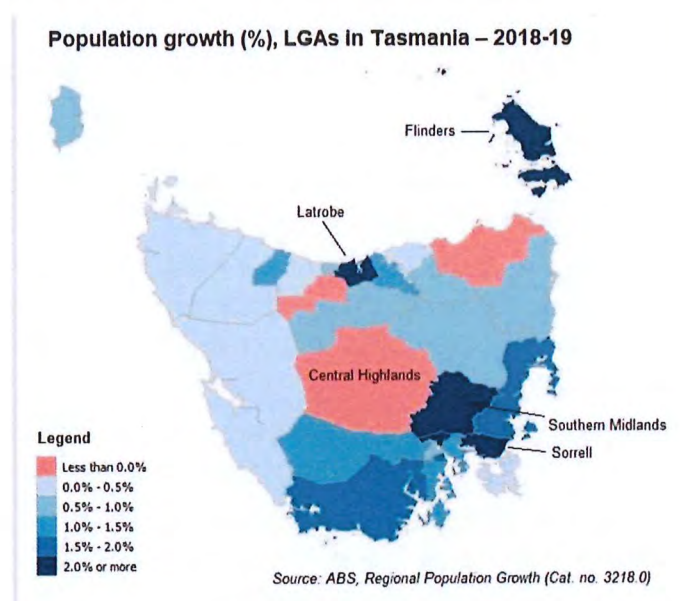 Population growth (%), LGAs in Tasmania – 2018-19
Flinders
Latrobe
Central Highlands
Southern Midlands
Sorrell
Legend
Less than 0.0%
0.0% - 0.5%
0.5% - 1.0%
1.0% - 1.5%
1.5% - 2.0%
2.0% or more
Source: ABS, Regional Population Growth (Cat. no. 3218.0)